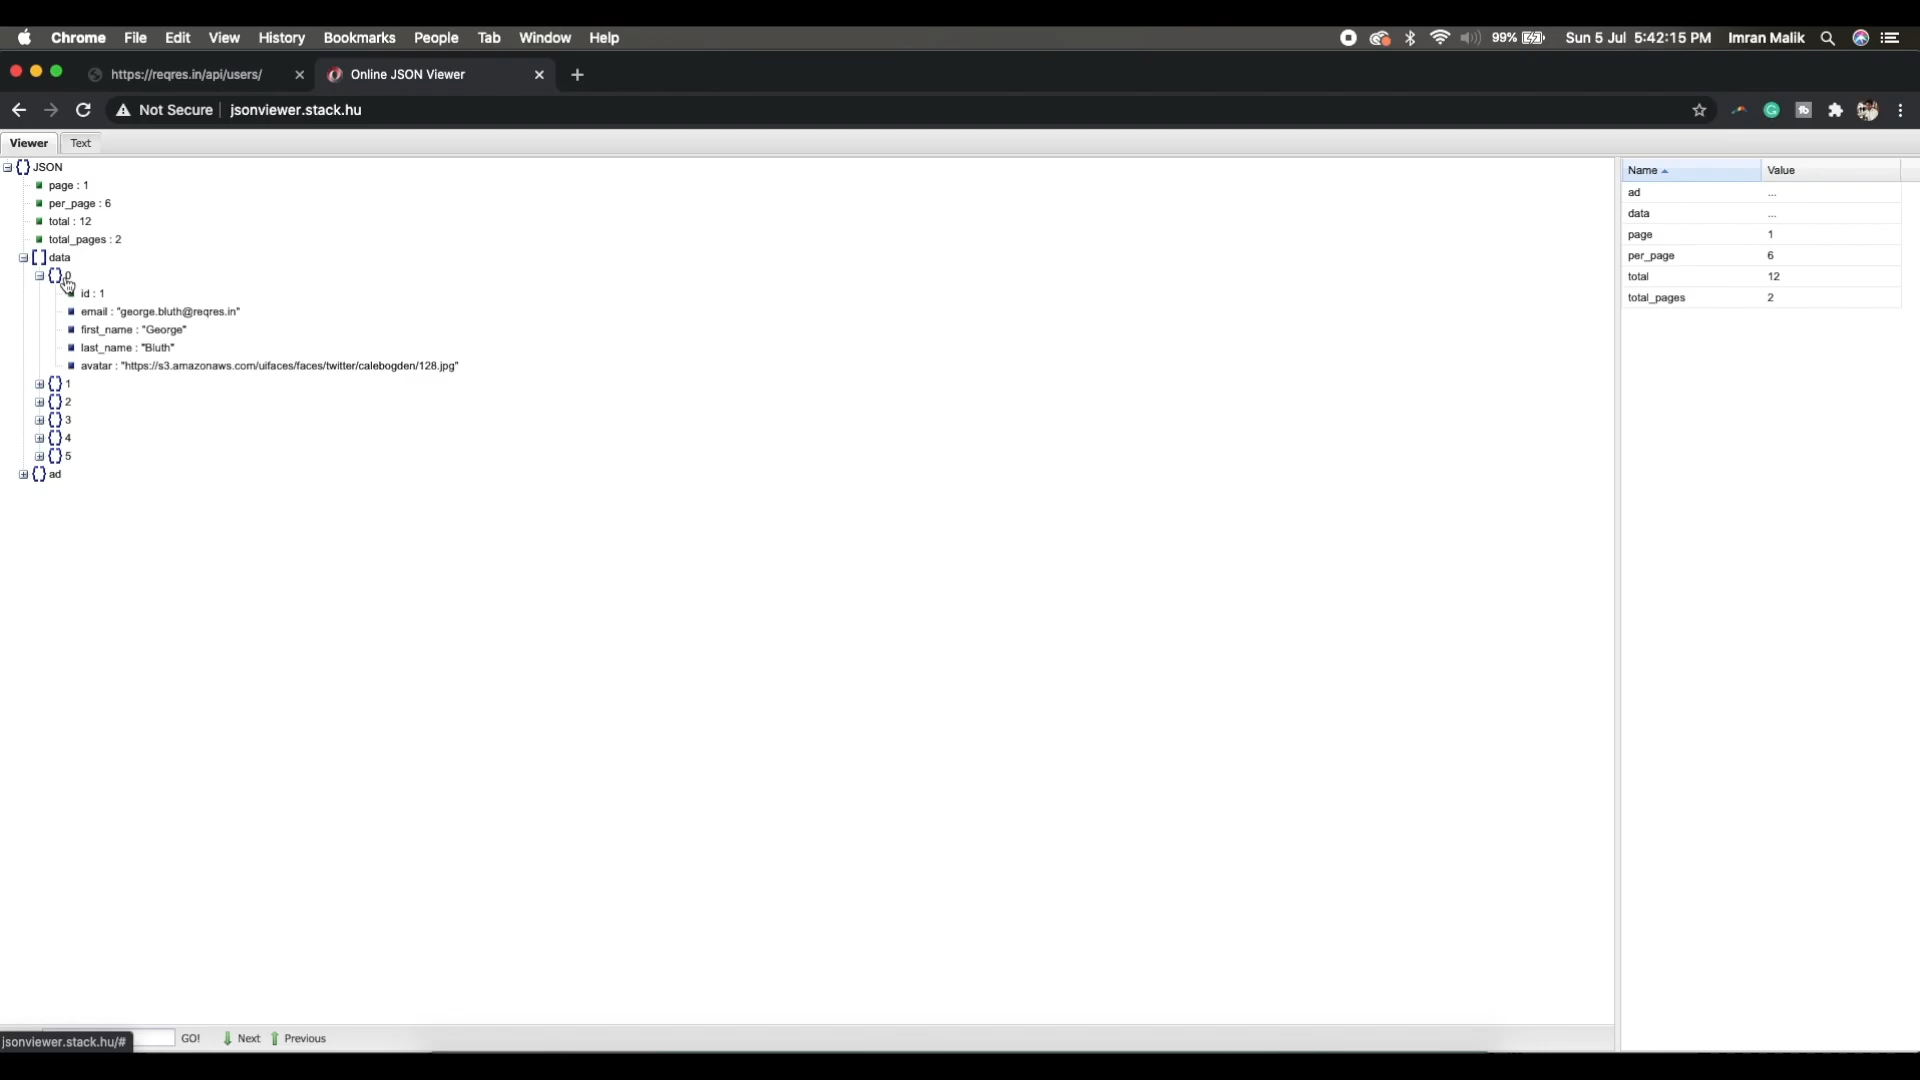 Chrome File Edit View History Bookmarks People Tab Window Help 99% Sun 5 Jul 5:42:15 PM Imran Malik
https://reqres.in/api/users/ Online JSON Viewer
Not Secure jsonviewer.stack.hu
Viewer Text
JSON
page : 1
per_page : 6
total : 12
total_pages : 2
data
0
id : 1
email : "george.bluth@reqres.in"
first_name : "George"
last_name : "Bluth"
avatar : "https://s3.amazonaws.com/uifaces/faces/twitter/calebogden/128.jpg"
1
2
3
4
5
ad
Name Value
ad ...
data ...
page 1
per_page 6
total 12
total_pages 2
jsonviewer.stack.hu/# GO! Next Previous